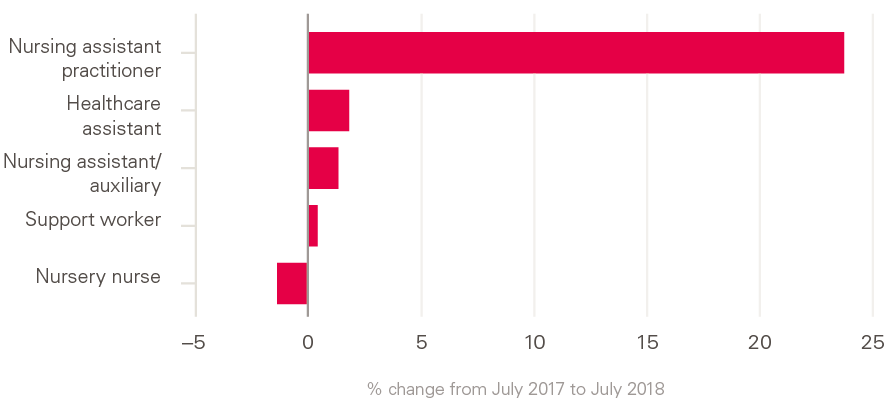 Nursing assistant
practitioner
Healthcare
assistant
Nursing assistant/
auxiliary
Support worker
Nursery nurse
–5 0 5 10 15 20 25
% change from July 2017 to July 2018